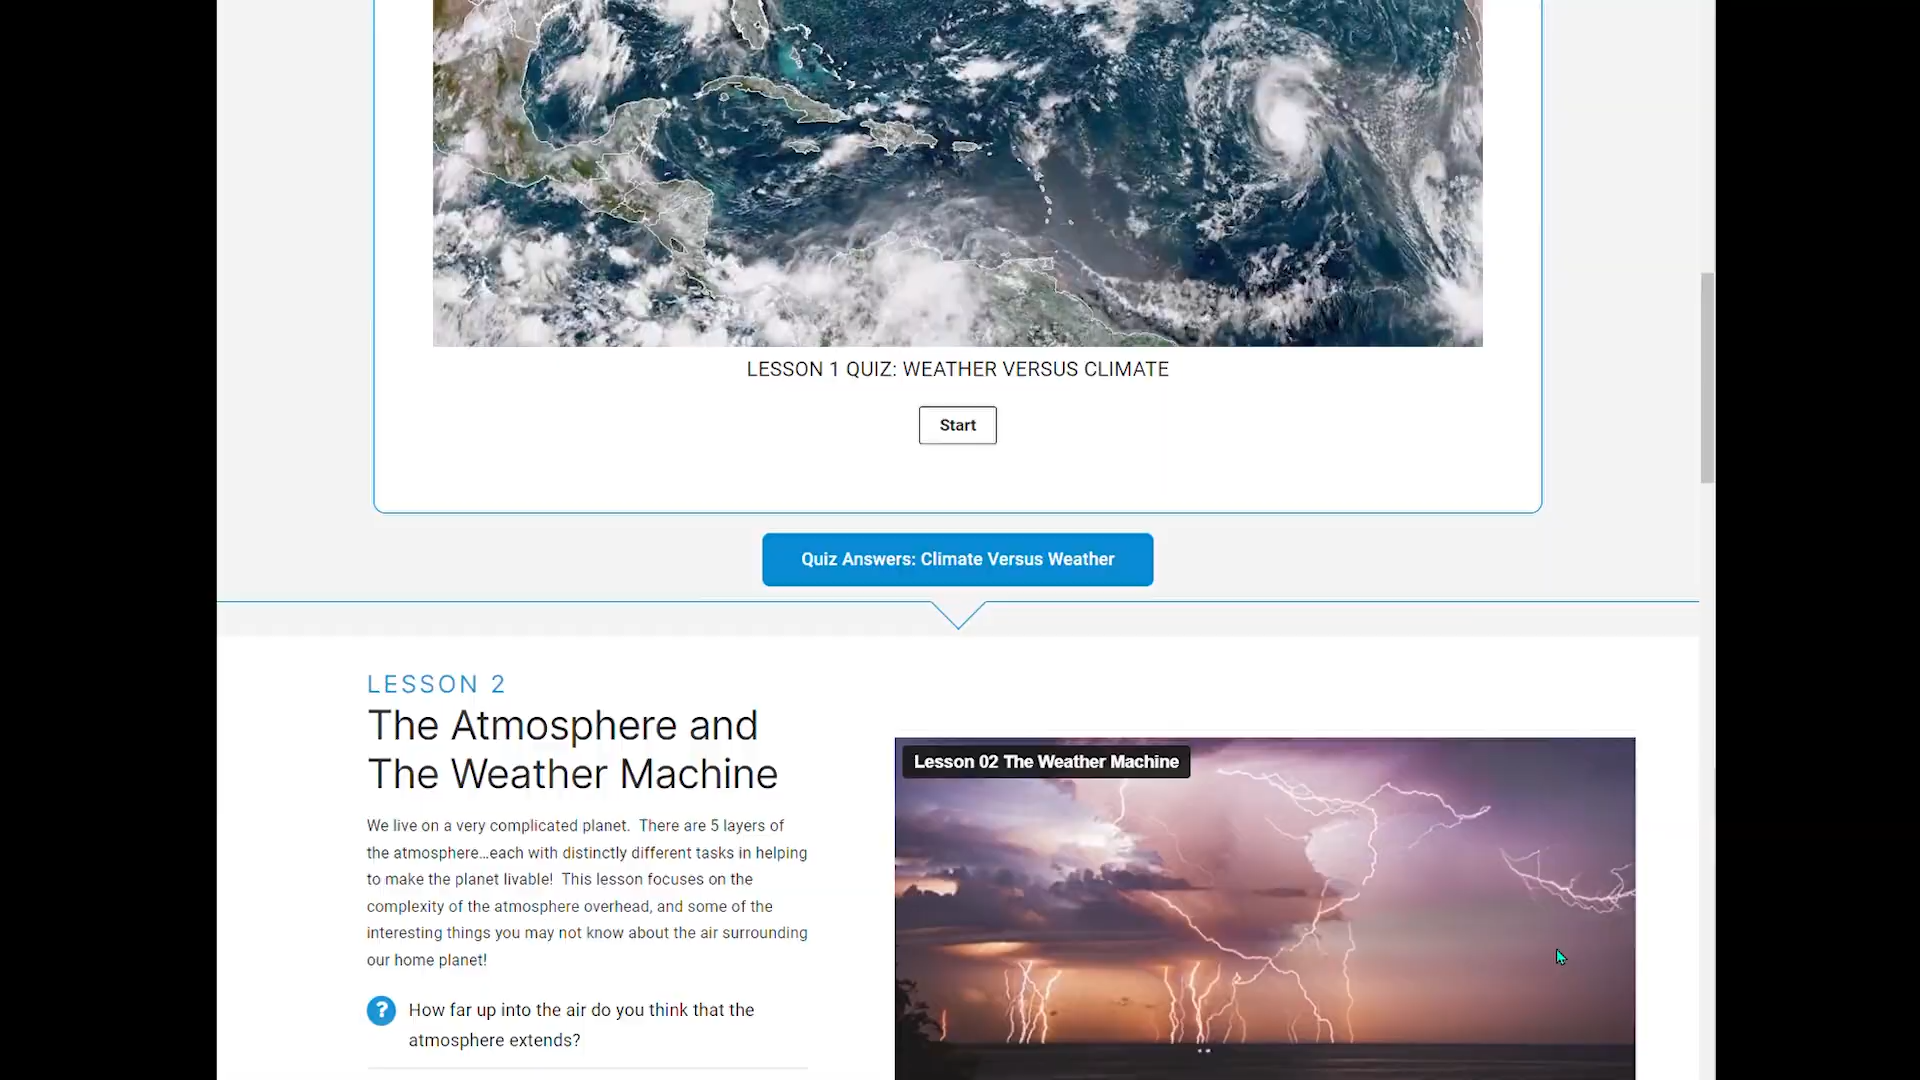 LESSON 1 QUIZ: WEATHER VERSUS CLIMATE
Start
Quiz Answers: Climate Versus Weather
LESSON 2
The Atmosphere and
The Weather Machine
We live on a very complicated planet.  There are 5 layers of
the atmosphere…each with distinctly different tasks in helping
to make the planet livable!  This lesson focuses on the
complexity of the atmosphere overhead, and some of the
interesting things you may not know about the air surrounding
our home planet!
? How far up into the air do you think that the
atmosphere extends?
Lesson 02 The Weather Machine